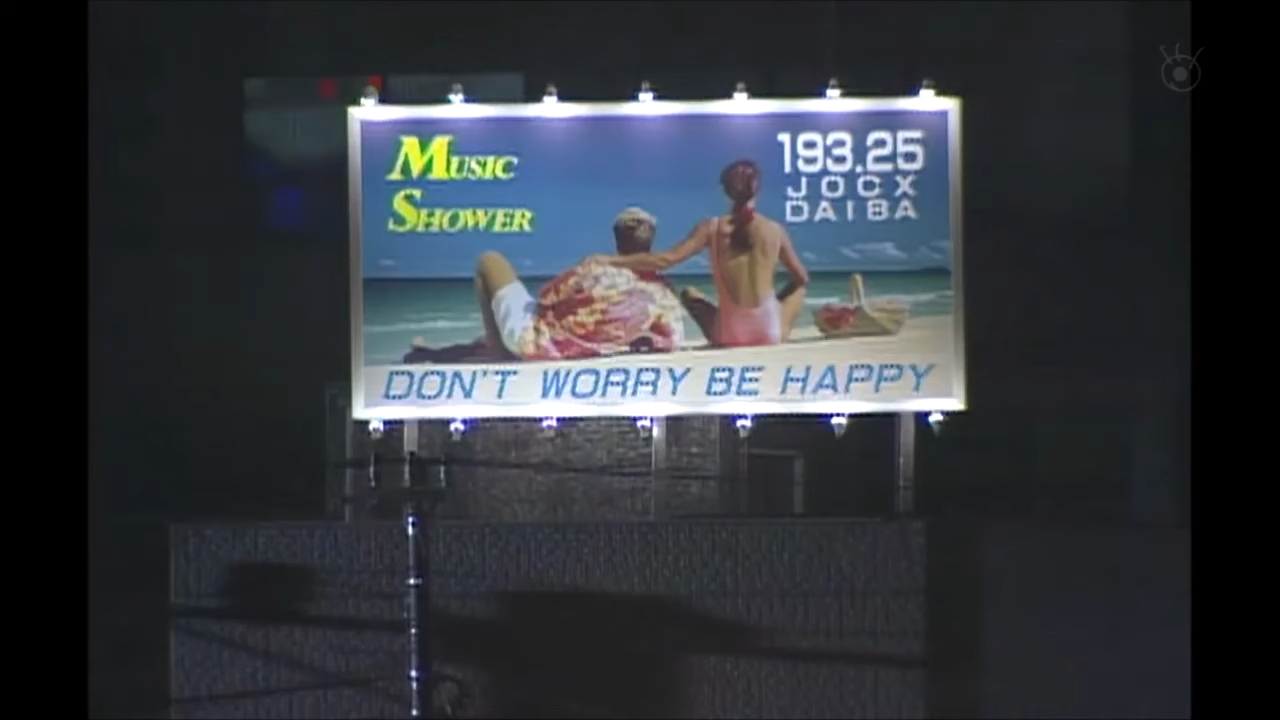 MUSIC
SHOWER
193.25
JOCX
DAIBA
DON'T WORRY BE HAPPY